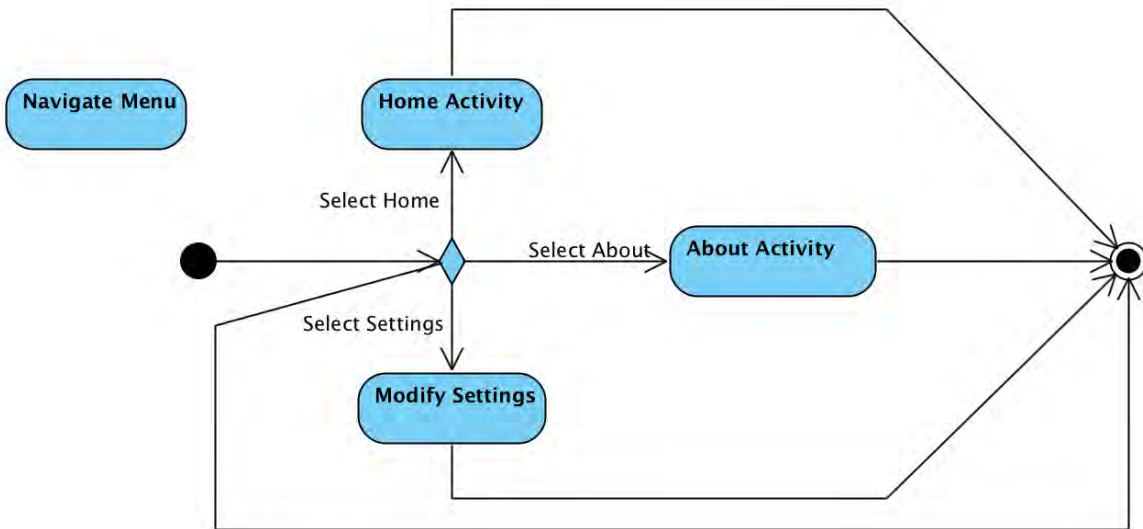 Navigate Menu
Home Activity
Select Home
Select About
About Activity
Select Settings
Modify Settings